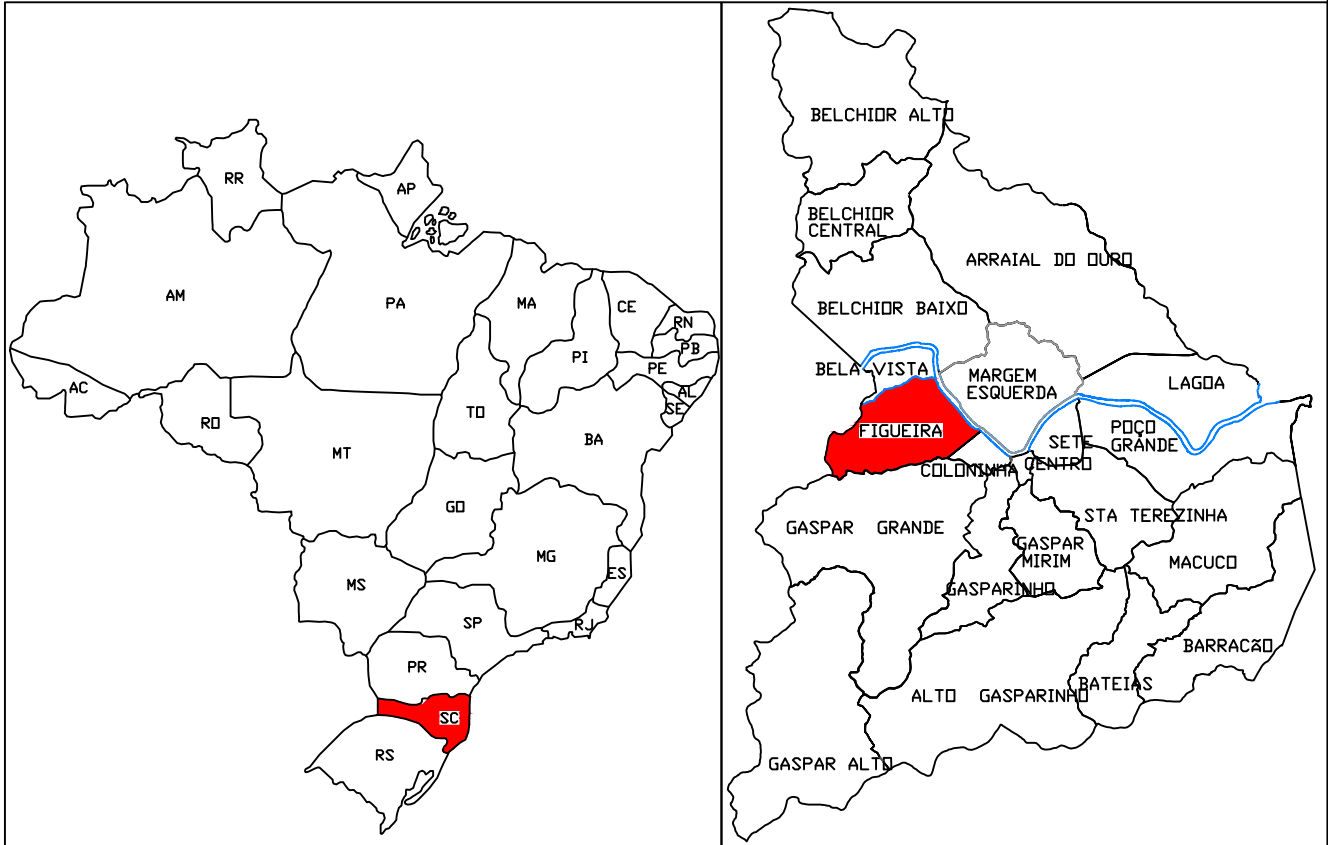 RR
AP
AM
PA
MA
CE
RN
PB
PI
PE
AL
SE
AC
RO
TO
BA
MT
GO
MG
ES
MS
SP
RJ
PR
SC
RS
BELCHIOR ALTO
BELCHIOR
CENTRAL
ARRAIAL DO OURO
BELCHIOR BAIXO
BELA VISTA
MARGEM
ESQUERDA
LAGOA
FIGUEIRA
POÇO
GRANDE
SETE
CENTRO
COLONINHA
GASPAR GRANDE
STA TEREZINHA
GASPAR
MIRIM
MACUCO
GASPARINHO
BARRACÃO
ALTO GASPARINHO
BATEIAS
GASPAR ALTO